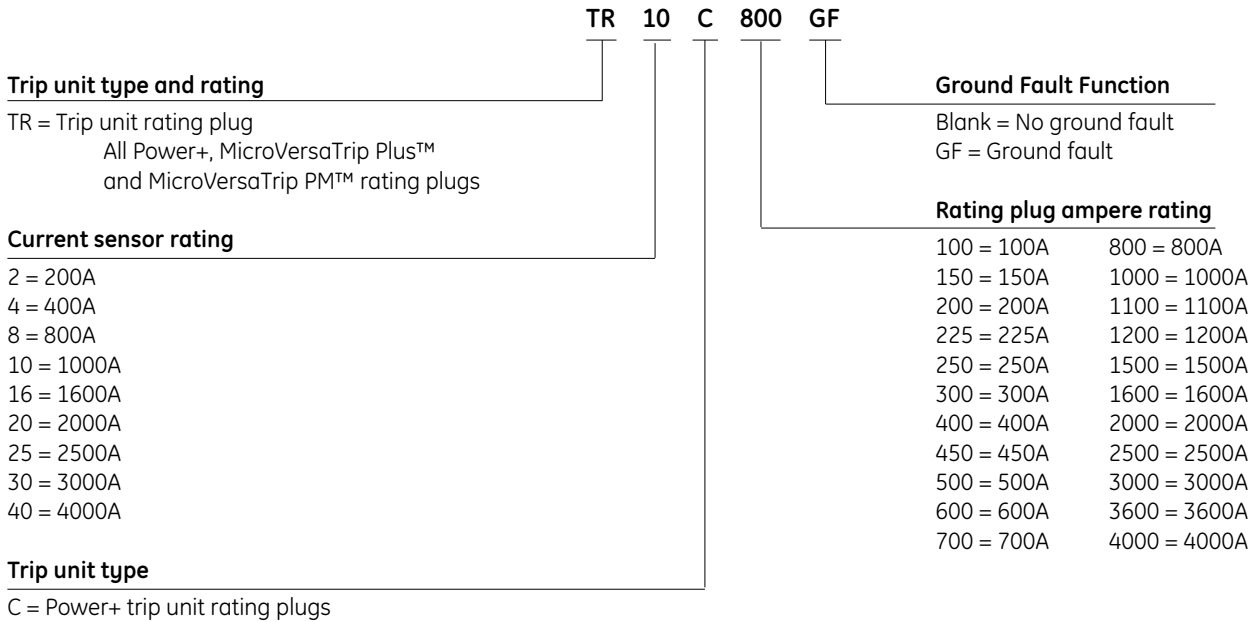 TR 10 C 800 GF
Trip unit type and rating
TR = Trip unit rating plug
All Power+, MicroVersaTrip Plus™
and MicroVersaTrip PM™ rating plugs
Current sensor rating
2 = 200A
4 = 400A
8 = 800A
10 = 1000A
16 = 1600A
20 = 2000A
25 = 2500A
30 = 3000A
40 = 4000A
Trip unit type
C = Power+ trip unit rating plugs
Ground Fault Function
Blank = No ground fault
GF = Ground fault
Rating plug ampere rating
100 = 100A 800 = 800A
150 = 150A 1000 = 1000A
200 = 200A 1100 = 1100A
225 = 225A 1200 = 1200A
250 = 250A 1500 = 1500A
300 = 300A 1600 = 1600A
400 = 400A 2000 = 2000A
450 = 450A 2500 = 2500A
500 = 500A 3000 = 3000A
600 = 600A 3600 = 3600A
700 = 700A 4000 = 4000A